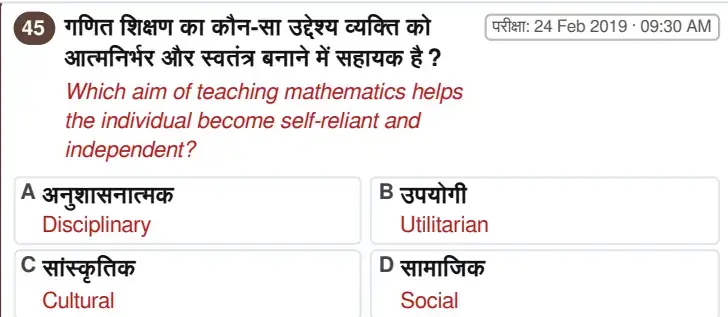 45 गणित शिक्षण का कौन-सा उद्देश्य व्यक्ति को
परीक्षा: 24 Feb 2019 · 09:30 AM
आत्मनिर्भर और स्वतंत्र बनाने में सहायक है ?
Which aim of teaching mathematics helps
the individual become self-reliant and
independent?
A अनुशासनात्मक
Disciplinary
B उपयोगी
Utilitarian
C सांस्कृतिक
Cultural
D सामाजिक
Social